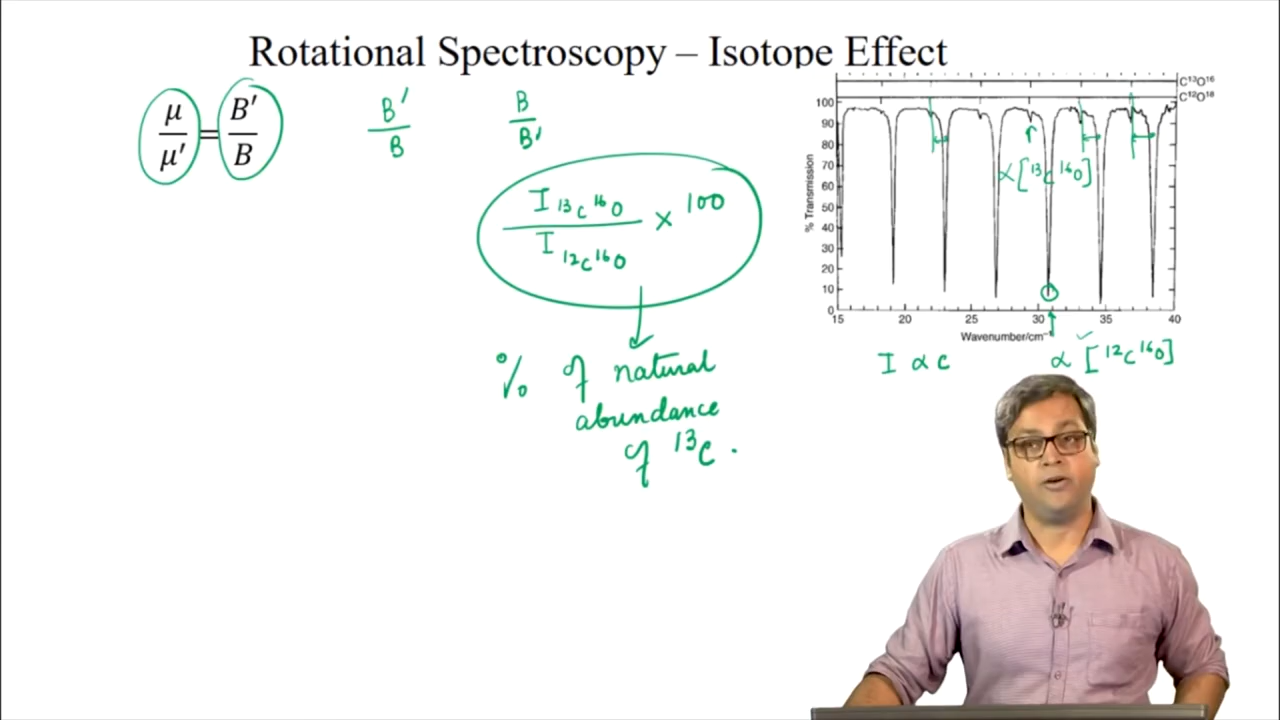 Rotational Spectroscopy – Isotope Effect
μ/μ' = B'/B
B'/B
B/B'
I ¹³C¹⁶O / I ¹²C¹⁶O × 100
% of natural
abundance
of ¹³C .
C¹³O¹⁶
C¹²O¹⁸
100
90
80
70
60
50
40
30
20
10
0
% Transmission
∝ [¹³C¹⁶O]
15 20 25 30 35 40
Wavenumber/cm⁻¹
I ∝ C
∝ [¹²C¹⁶O]